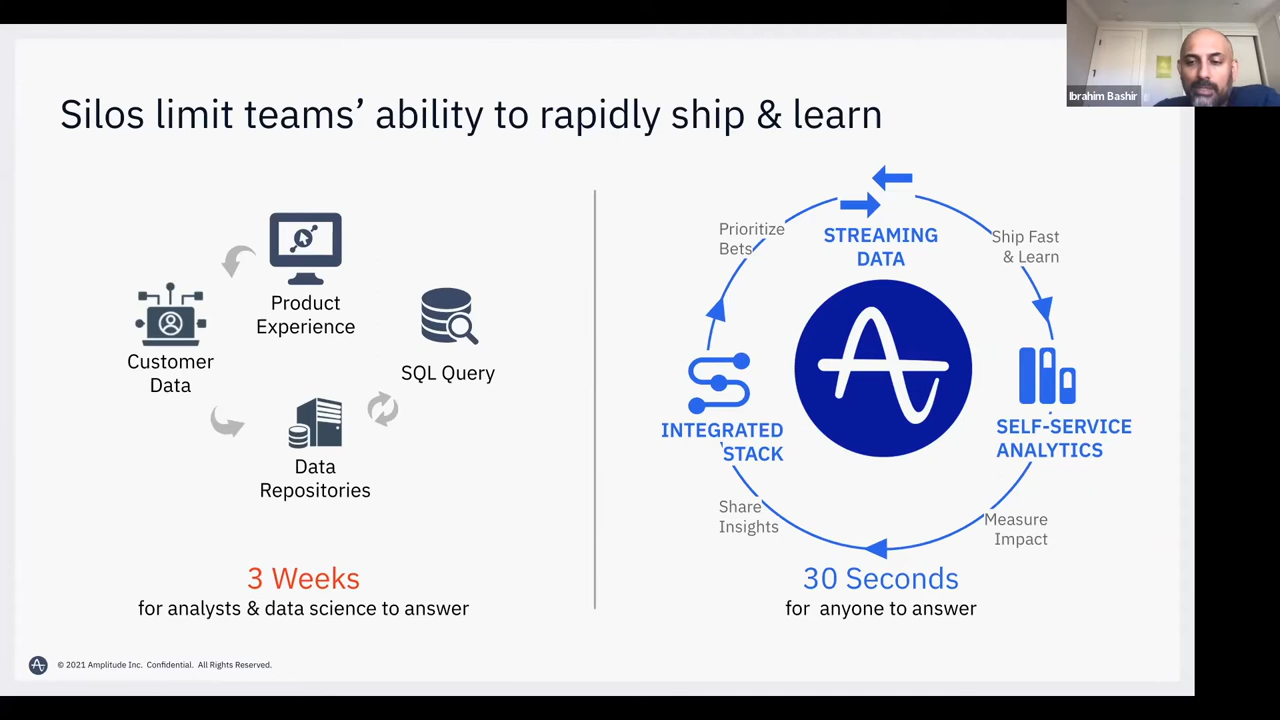 Ibrahim Bashir
Silos limit teams’ ability to rapidly ship & learn
Product
Experience
Customer
Data
SQL Query
Data
Repositories
3 Weeks
for analysts & data science to answer
Prioritize
Bets
STREAMING
DATA
Ship Fast
& Learn
INTEGRATED
STACK
SELF-SERVICE
ANALYTICS
Share
Insights
Measure
Impact
30 Seconds
for anyone to answer
© 2021 Amplitude Inc. Confidential. All Rights Reserved.